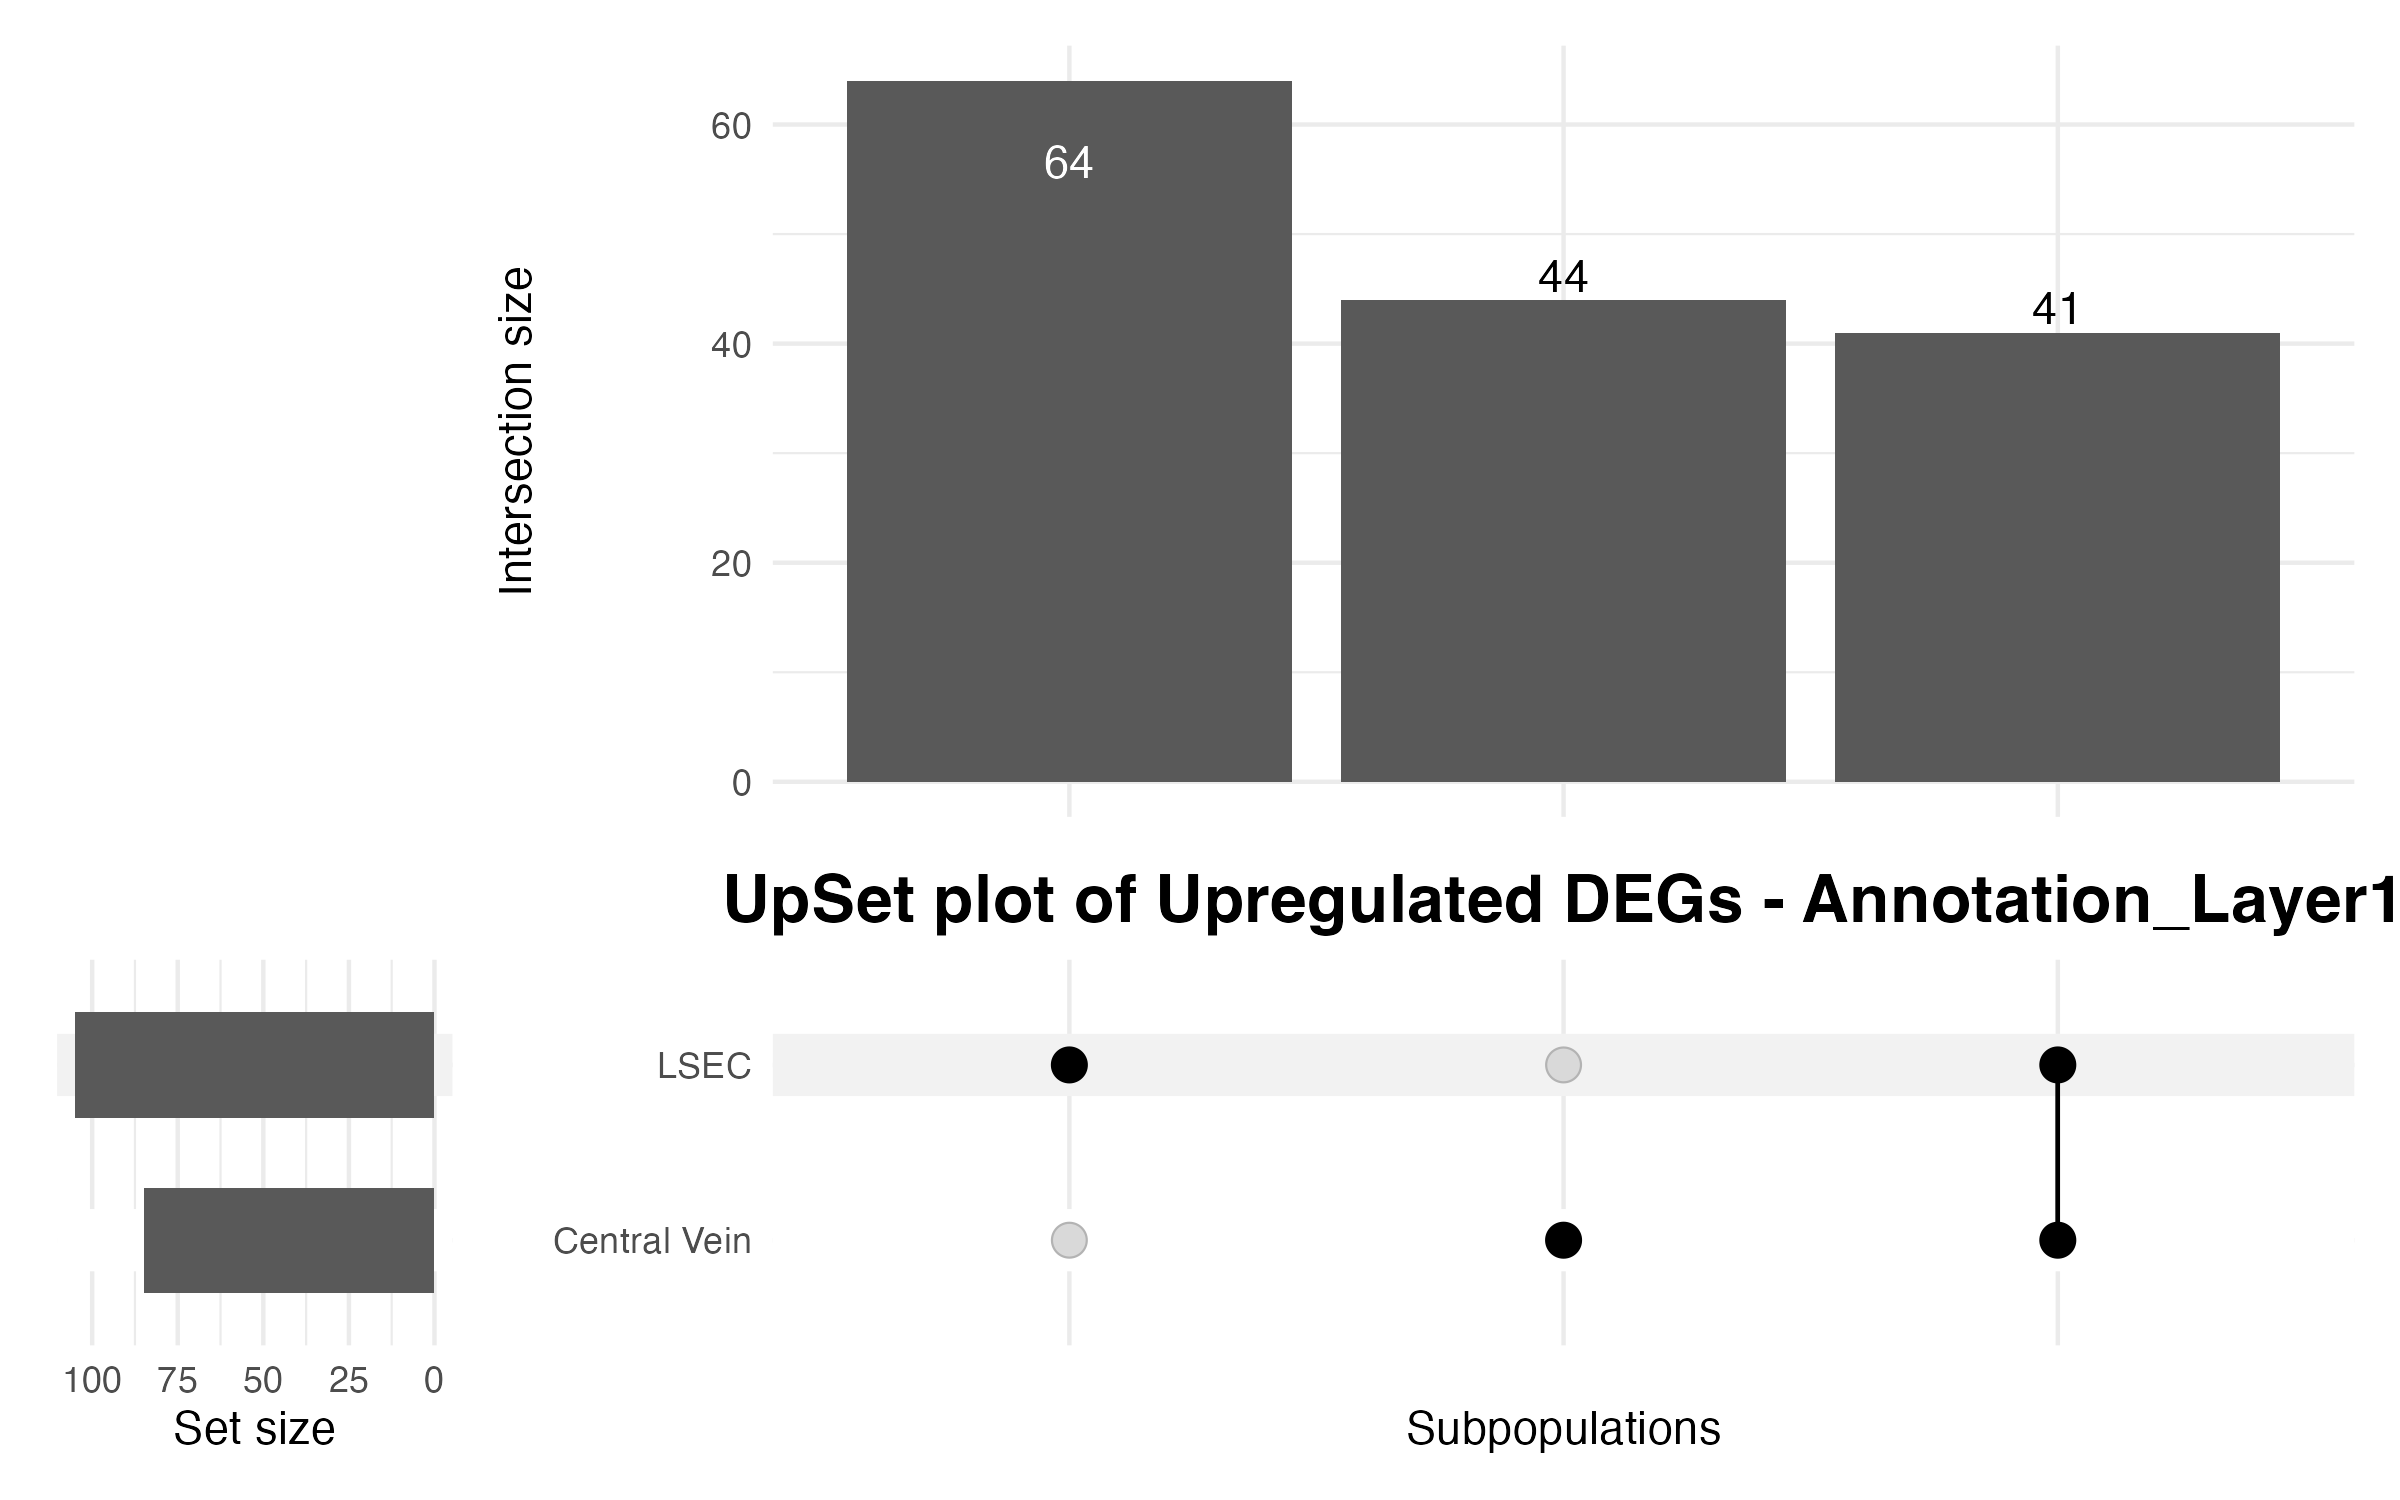 Intersection size
60
40
20
0
64
44
41
UpSet plot of Upregulated DEGs - Annotation_Layer1
LSEC
Central Vein
100 75 50 25 0
Set size
Subpopulations